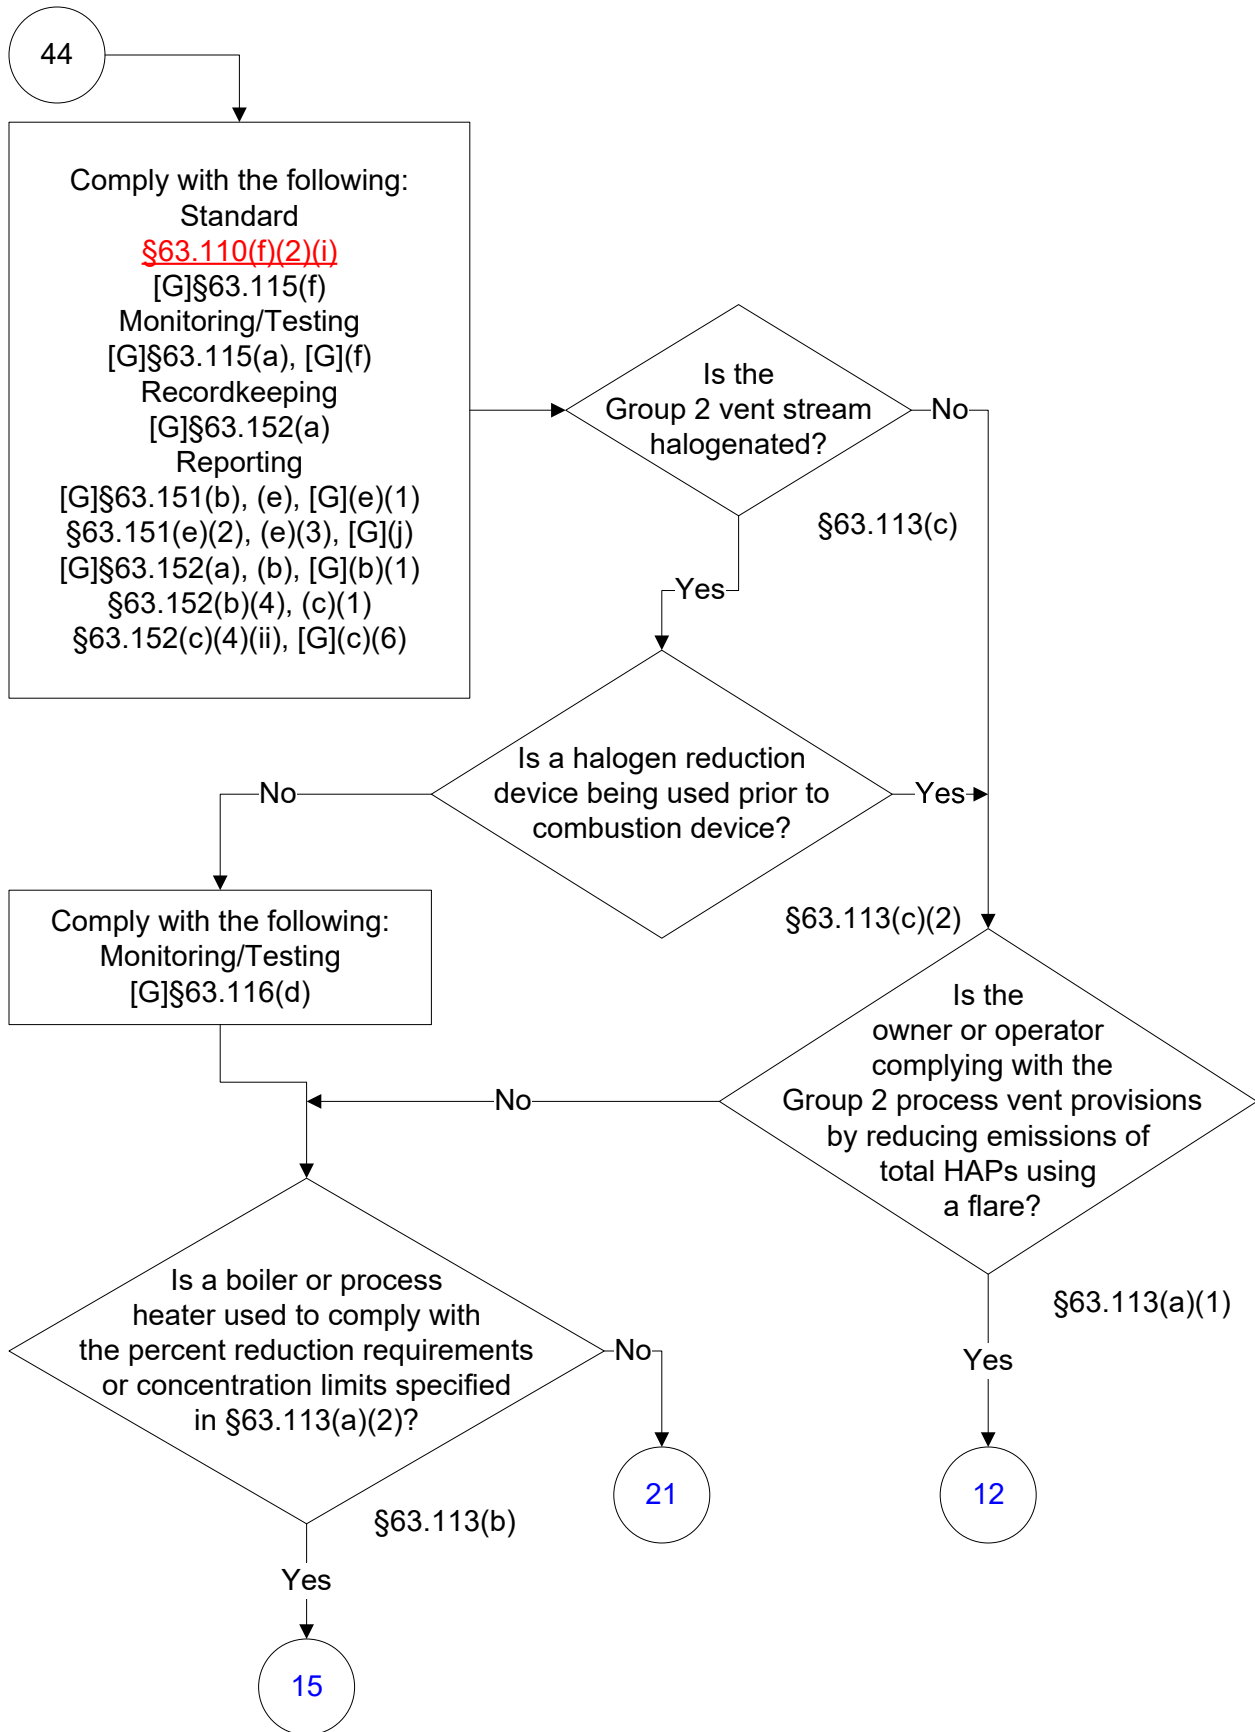 44
Comply with the following:
Standard
§63.110(f)(2)(i)
[G]§63.115(f)
Monitoring/Testing
[G]§63.115(a), [G](f)
Recordkeeping
[G]§63.152(a)
Reporting
[G]§63.151(b), (e), [G](e)(1)
§63.151(e)(2), (e)(3), [G](j)
[G]§63.152(a), (b), [G](b)(1)
§63.152(b)(4), (c)(1)
§63.152(c)(4)(ii), [G](c)(6)
Is the
Group 2 vent stream
halogenated?
No
§63.113(c)
Yes
Is a halogen reduction
device being used prior to
combustion device?
No
Yes
§63.113(c)(2)
Comply with the following:
Monitoring/Testing
[G]§63.116(d)
Is the
owner or operator
complying with the
Group 2 process vent provisions
by reducing emissions of
total HAPs using
a flare?
No
§63.113(a)(1)
Yes
Is a boiler or process
heater used to comply with
the percent reduction requirements
or concentration limits specified
in §63.113(a)(2)?
No
§63.113(b)
Yes
21
12
15